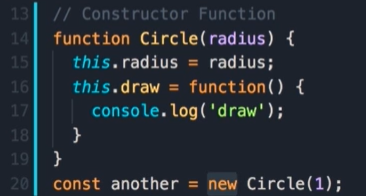 13 // Constructor Function
14 function Circle(radius) {
15   this.radius = radius;
16   this.draw = function() {
17     console.log('draw');
18   }
19 }
20 const another = new Circle(1);